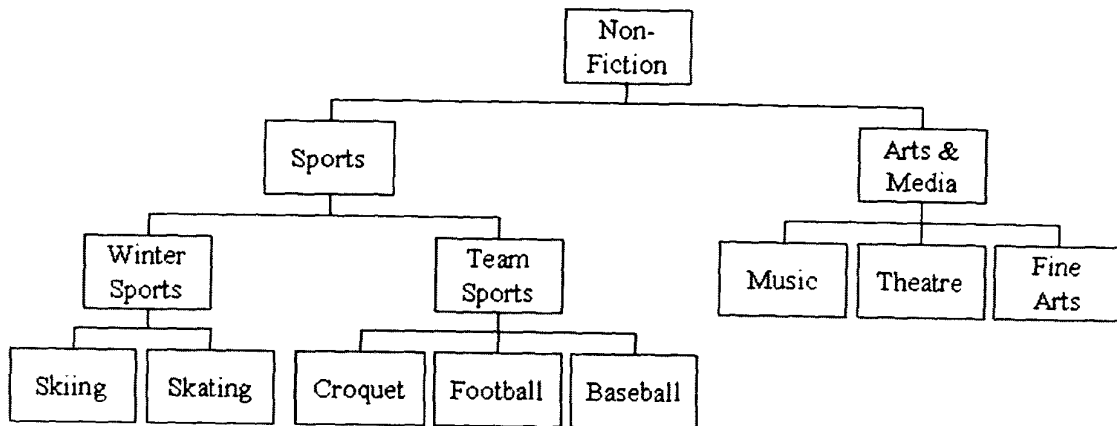 Non-
Fiction
Sports
Arts &
Media
Winter
Sports
Team
Sports
Music
Theatre
Fine
Arts
Skiing
Skating
Croquet
Football
Baseball